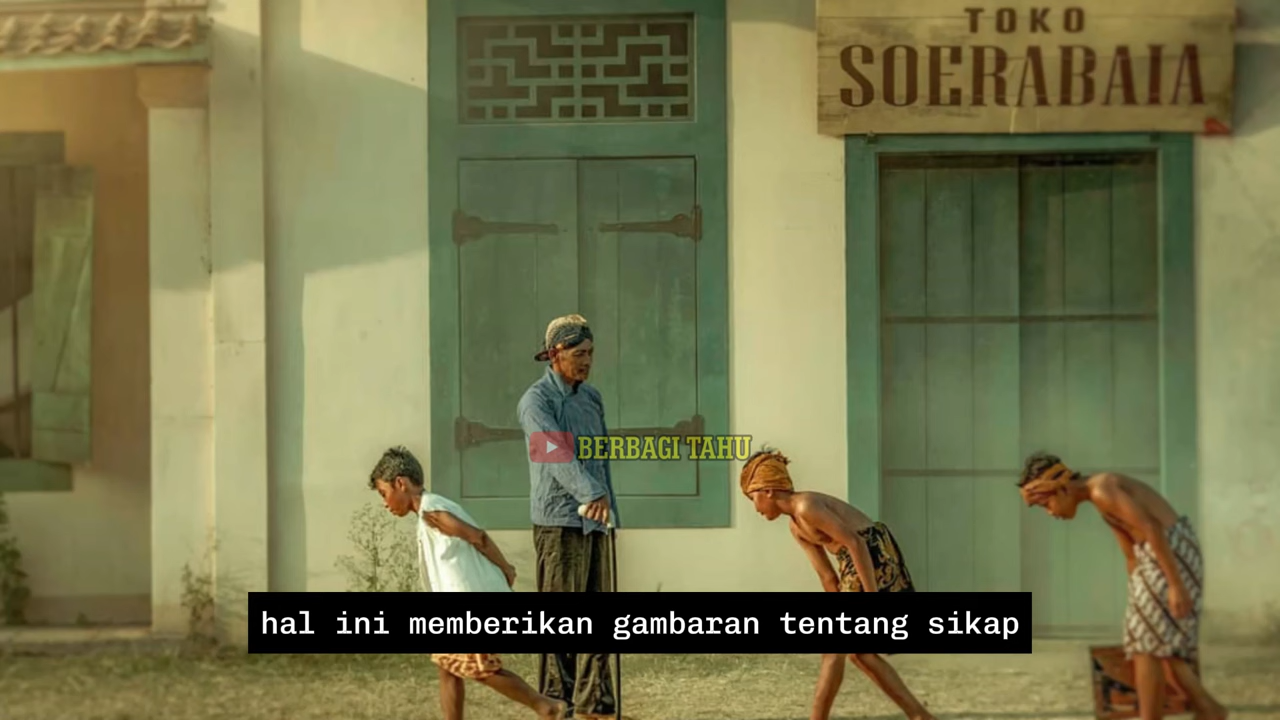 TOKO
SOERABAIA
BERBAGI TAHU
hal ini memberikan gambaran tentang sikap